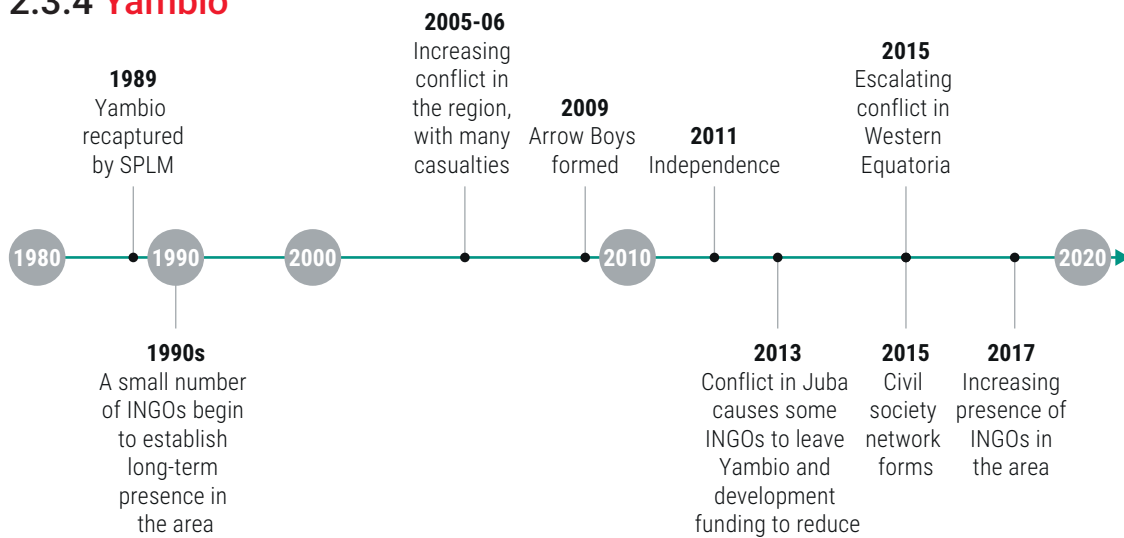 2.3.4 Yambio
1989
Yambio
recaptured
by SPLM
2005-06
Increasing
conflict in
the region,
with many
casualties
2009
Arrow Boys
formed
2011
Independence
2015
Escalating
conflict in
Western
Equatoria
1980
1990
2000
2010
2020
1990s
A small number
of INGOs begin
to establish
long-term
presence in
the area
2013
Conflict in Juba
causes some
INGOs to leave
Yambio and
development
funding to reduce
2015
Civil
society
network
forms
2017
Increasing
presence of
INGOs in
the area